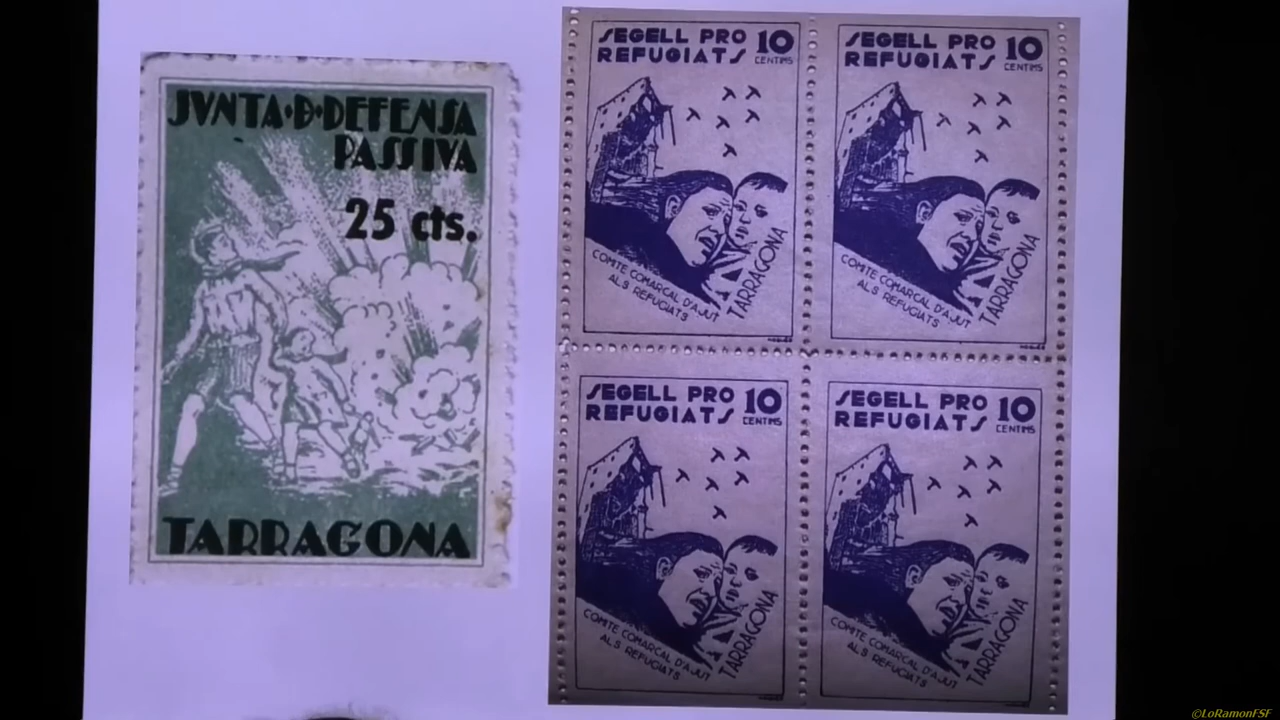 JVNTA·D·DEFENSA
PASSIVA
25 cts.
TARRAGONA
SEGELL PRO
REFUGIATS
10
CENTIMS
COMITE COMARCAL D'AJUT
ALS REFUGIATS
TARRAGONA
SEGELL PRO
REFUGIATS
10
CENTIMS
COMITE COMARCAL D'AJUT
ALS REFUGIATS
TARRAGONA
SEGELL PRO
REFUGIATS
10
CENTIMS
COMITE COMARCAL D'AJUT
ALS REFUGIATS
TARRAGONA
SEGELL PRO
REFUGIATS
10
CENTIMS
COMITE COMARCAL D'AJUT
ALS REFUGIATS
TARRAGONA
©LoRamonFSF